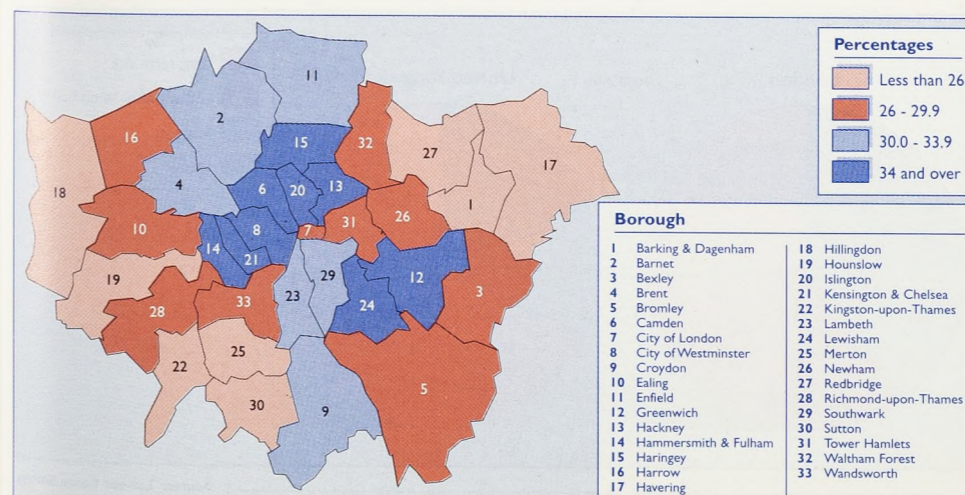 Percentages
Less than 26
26 - 29.9
30.0 - 33.9
34 and over
11
2
16
15
32
27
17
18
4
6
20
13
1
10
14
8
21
7
31
26
19
28
33
23
29
24
12
3
22
25
30
9
5
Borough
1 Barking & Dagenham
2 Barnet
3 Bexley
4 Brent
5 Bromley
6 Camden
7 City of London
8 City of Westminster
9 Croydon
10 Ealing
11 Enfield
12 Greenwich
13 Hackney
14 Hammersmith & Fulham
15 Haringey
16 Harrow
17 Havering
18 Hillingdon
19 Hounslow
20 Islington
21 Kensington & Chelsea
22 Kingston-upon-Thames
23 Lambeth
24 Lewisham
25 Merton
26 Newham
27 Redbridge
28 Richmond-upon-Thames
29 Southwark
30 Sutton
31 Tower Hamlets
32 Waltham Forest
33 Wandsworth